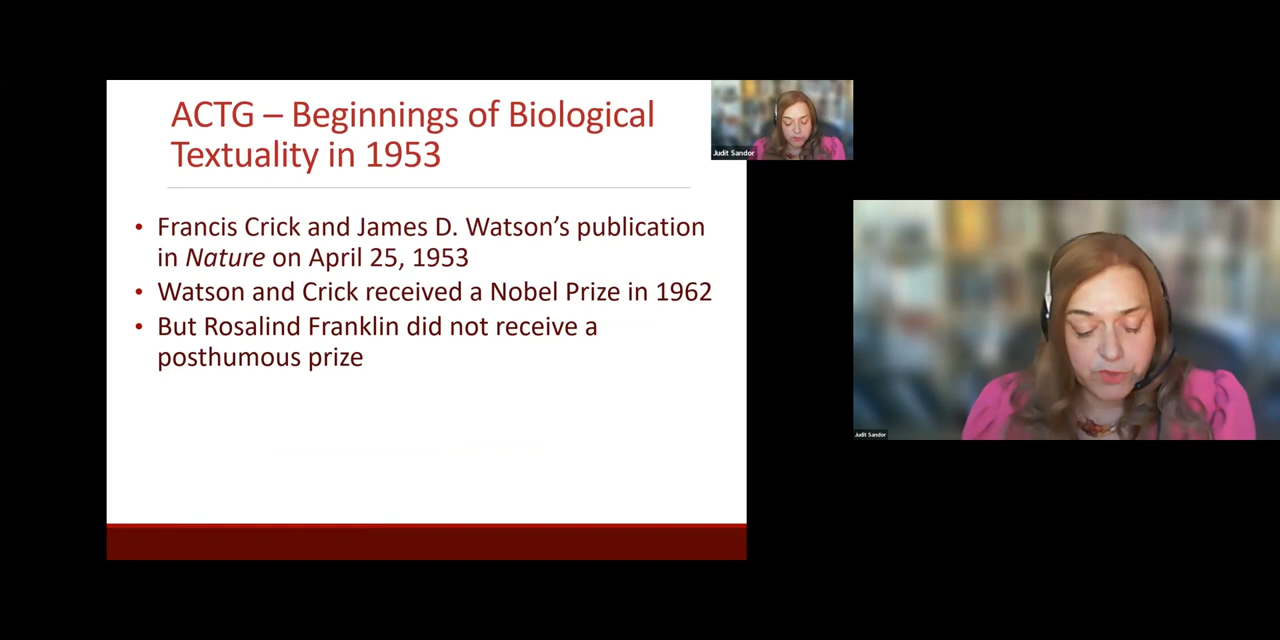 ACTG – Beginnings of Biological
Textuality in 1953
• Francis Crick and James D. Watson’s publication
in Nature on April 25, 1953
• Watson and Crick received a Nobel Prize in 1962
• But Rosalind Franklin did not receive a
posthumous prize
Judit Sandor
Judit Sandor